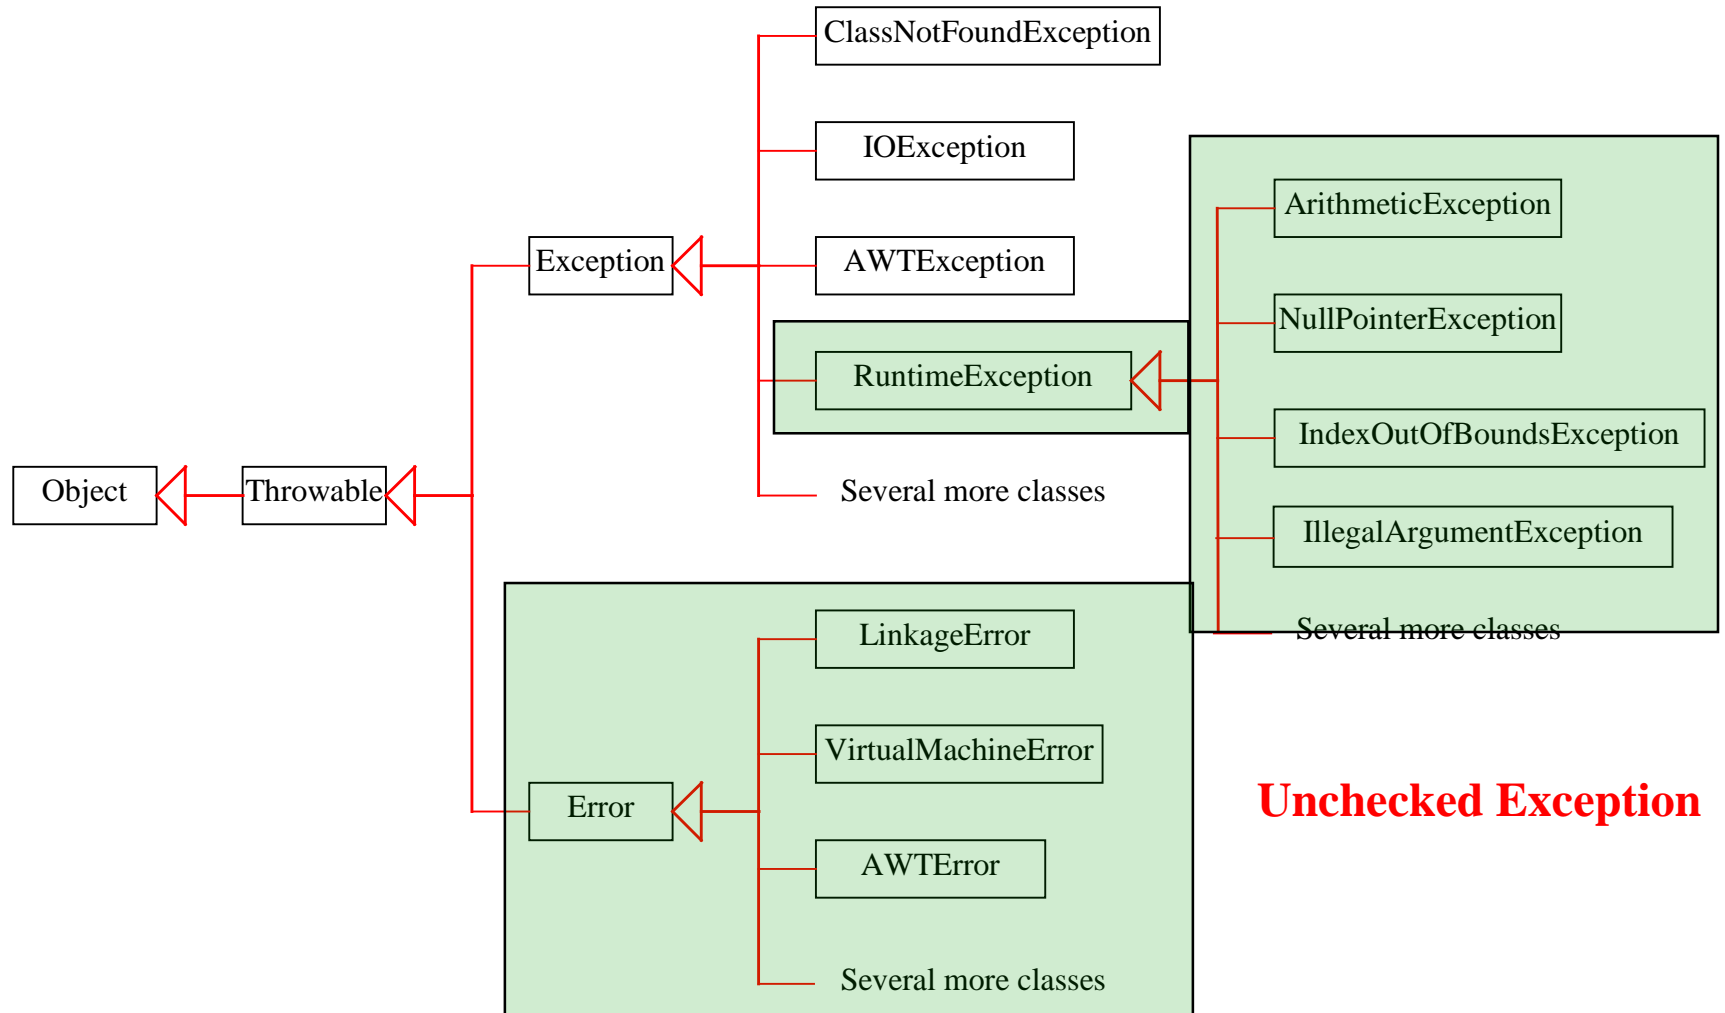 ClassNotFoundException
IOException
ArithmeticException
Exception
AWTException
NullPointerException
RuntimeException
IndexOutOfBoundsException
Object
Throwable
Several more classes
IllegalArgumentException
LinkageError
Several more classes
VirtualMachineError
Error
Unchecked Exception
AWTError
Several more classes